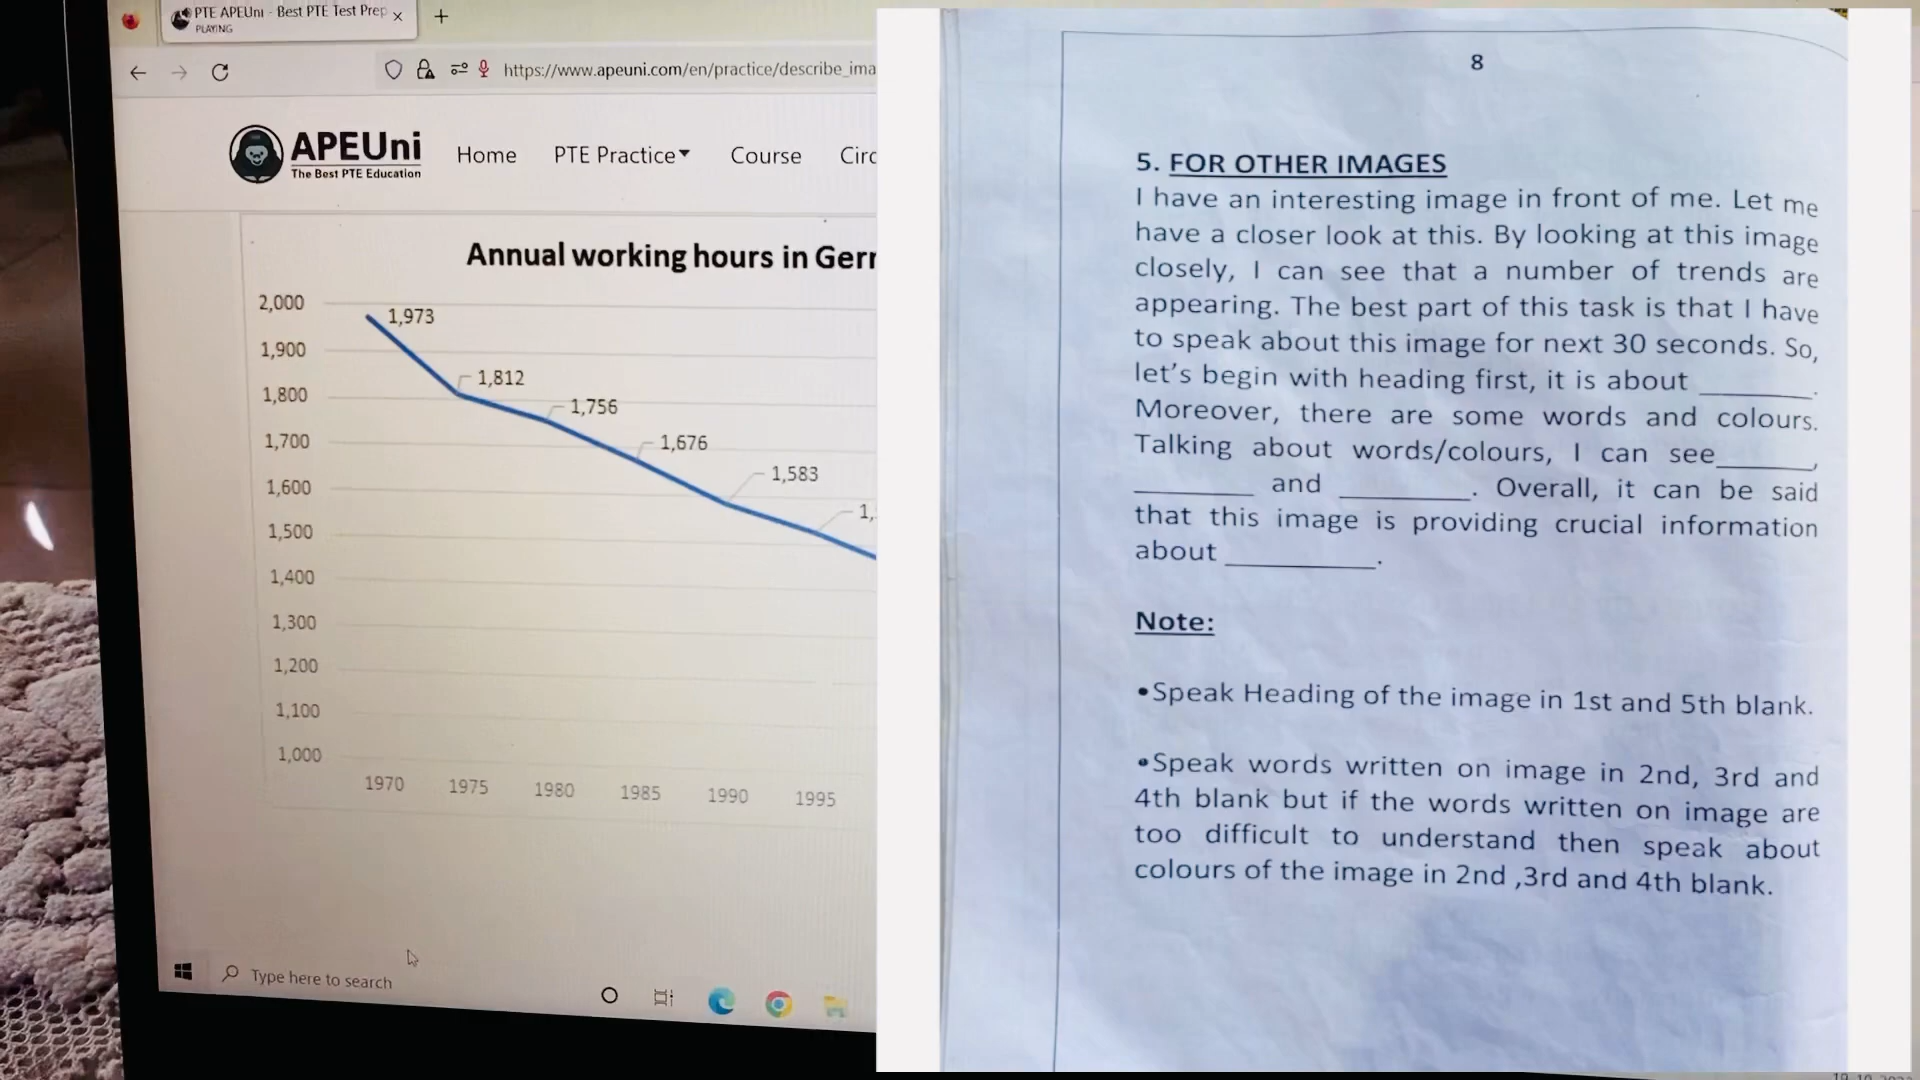 PTE APEUni - Best PTE Test Prep
PLAYING
https://www.apeuni.com/en/practice/describe_ima
APEUni
The Best PTE Education
Home PTE Practice Course Circ
Annual working hours in Gerr
2,000
1,900
1,800
1,700
1,600
1,500
1,400
1,300
1,200
1,100
1,000
1,973
1,812
1,756
1,676
1,583
1,
1970 1975 1980 1985 1990 1995
Type here to search
8
5. FOR OTHER IMAGES
I have an interesting image in front of me. Let me
have a closer look at this. By looking at this image
closely, I can see that a number of trends are
appearing. The best part of this task is that I have
to speak about this image for next 30 seconds. So,
let's begin with heading first, it is about ________.
Moreover, there are some words and colours.
Talking about words/colours, I can see_______,
________ and _________. Overall, it can be said
that this image is providing crucial information
about __________.
Note:
•Speak Heading of the image in 1st and 5th blank.
•Speak words written on image in 2nd, 3rd and
4th blank but if the words written on image are
too difficult to understand then speak about
colours of the image in 2nd ,3rd and 4th blank.